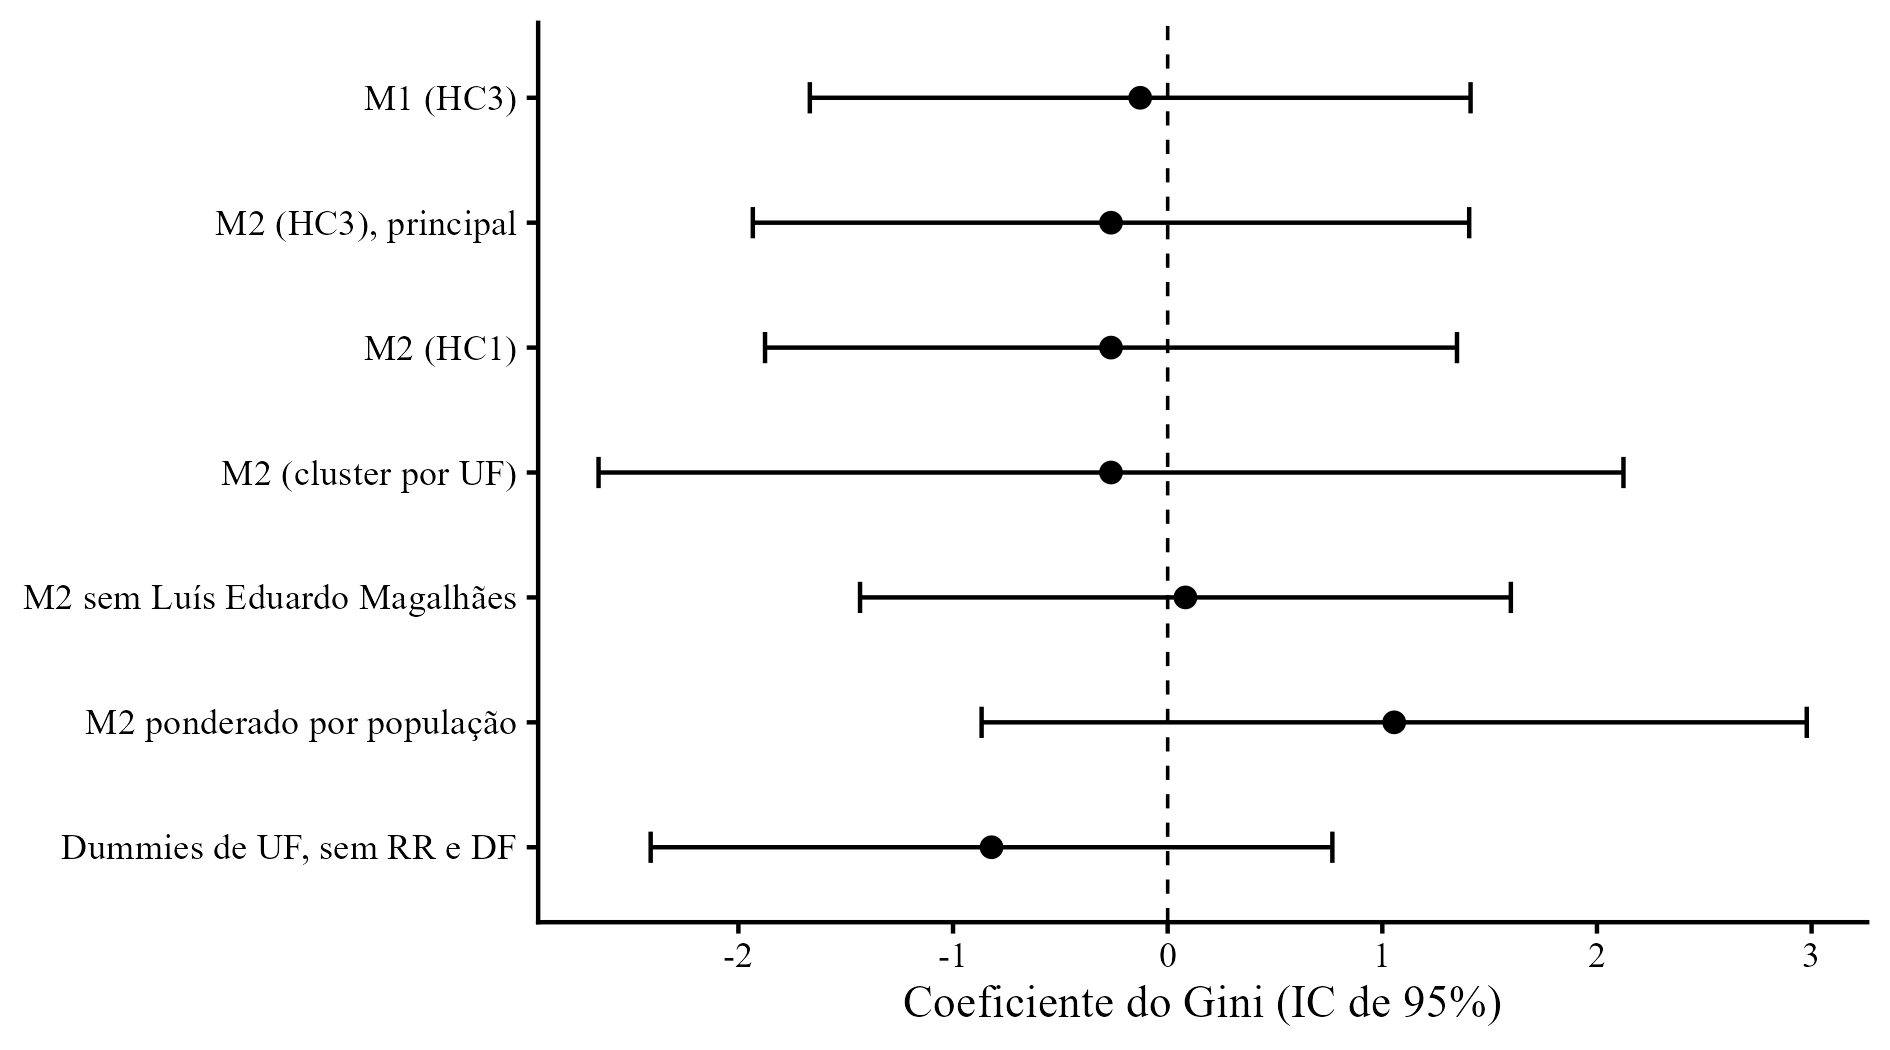 M1 (HC3)
M2 (HC3), principal
M2 (HC1)
M2 (cluster por UF)
M2 sem Luís Eduardo Magalhães
M2 ponderado por população
Dummies de UF, sem RR e DF
-2 -1 0 1 2 3
Coeficiente do Gini (IC de 95%)